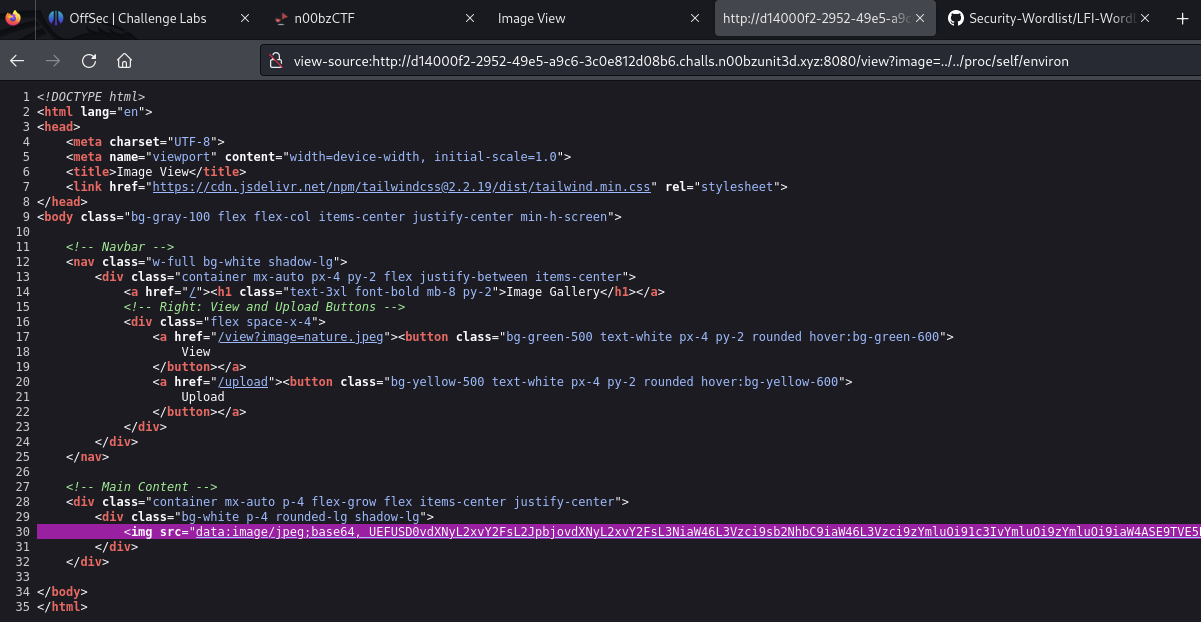 OffSec | Challenge Labs
n00bzCTF
Image View
http://d14000f2-2952-49e5-a9c
Security-Wordlist/LFI-Wordl
view-source:http://d14000f2-2952-49e5-a9c6-3c0e812d08b6.challs.n00bzunit3d.xyz:8080/view?image=../../proc/self/environ
1 <!DOCTYPE html>
2 <html lang="en">
3 <head>
4 <meta charset="UTF-8">
5 <meta name="viewport" content="width=device-width, initial-scale=1.0">
6 <title>Image View</title>
7 <link href="https://cdn.jsdelivr.net/npm/tailwindcss@2.2.19/dist/tailwind.min.css" rel="stylesheet">
8 </head>
9 <body class="bg-gray-100 flex flex-col items-center justify-center min-h-screen">
10
11 <!-- Navbar -->
12 <nav class="w-full bg-white shadow-lg">
13 <div class="container mx-auto px-4 py-2 flex justify-between items-center">
14 <a href="/"><h1 class="text-3xl font-bold mb-8 py-2">Image Gallery</h1></a>
15 <!-- Right: View and Upload Buttons -->
16 <div class="flex space-x-4">
17 <a href="/view?image=nature.jpeg"><button class="bg-green-500 text-white px-4 py-2 rounded hover:bg-green-600">
18 View
19 </button></a>
20 <a href="/upload"><button class="bg-yellow-500 text-white px-4 py-2 rounded hover:bg-yellow-600">
21 Upload
22 </button></a>
23 </div>
24 </div>
25 </nav>
26
27 <!-- Main Content -->
28 <div class="container mx-auto p-4 flex-grow flex items-center justify-center">
29 <div class="bg-white p-4 rounded-lg shadow-lg">
30 <img src="data:image/jpeg;base64,
31 </div>
32 </div>
33
34 </body>
35 </html>